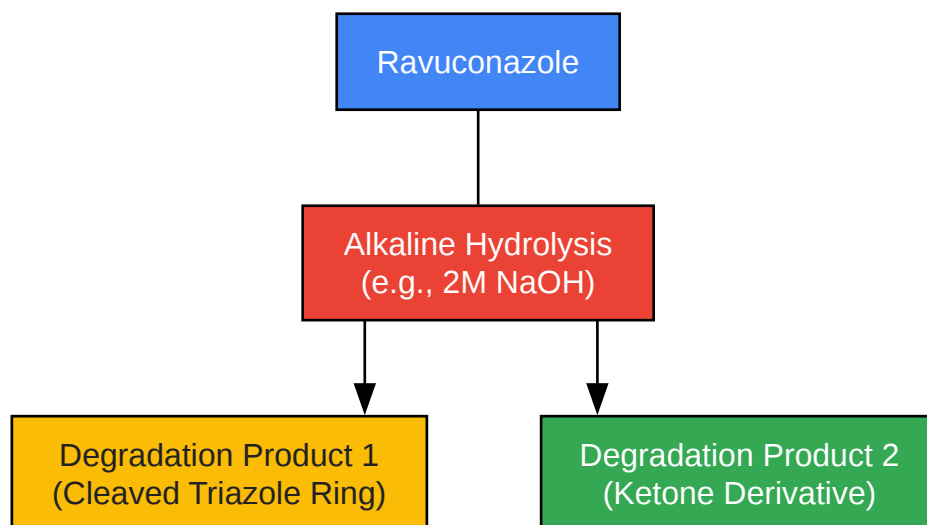 Ravuconazole
Alkaline Hydrolysis
(e.g., 2M NaOH)
Degradation Product 1
(Cleaved Triazole Ring)
Degradation Product 2
(Ketone Derivative)